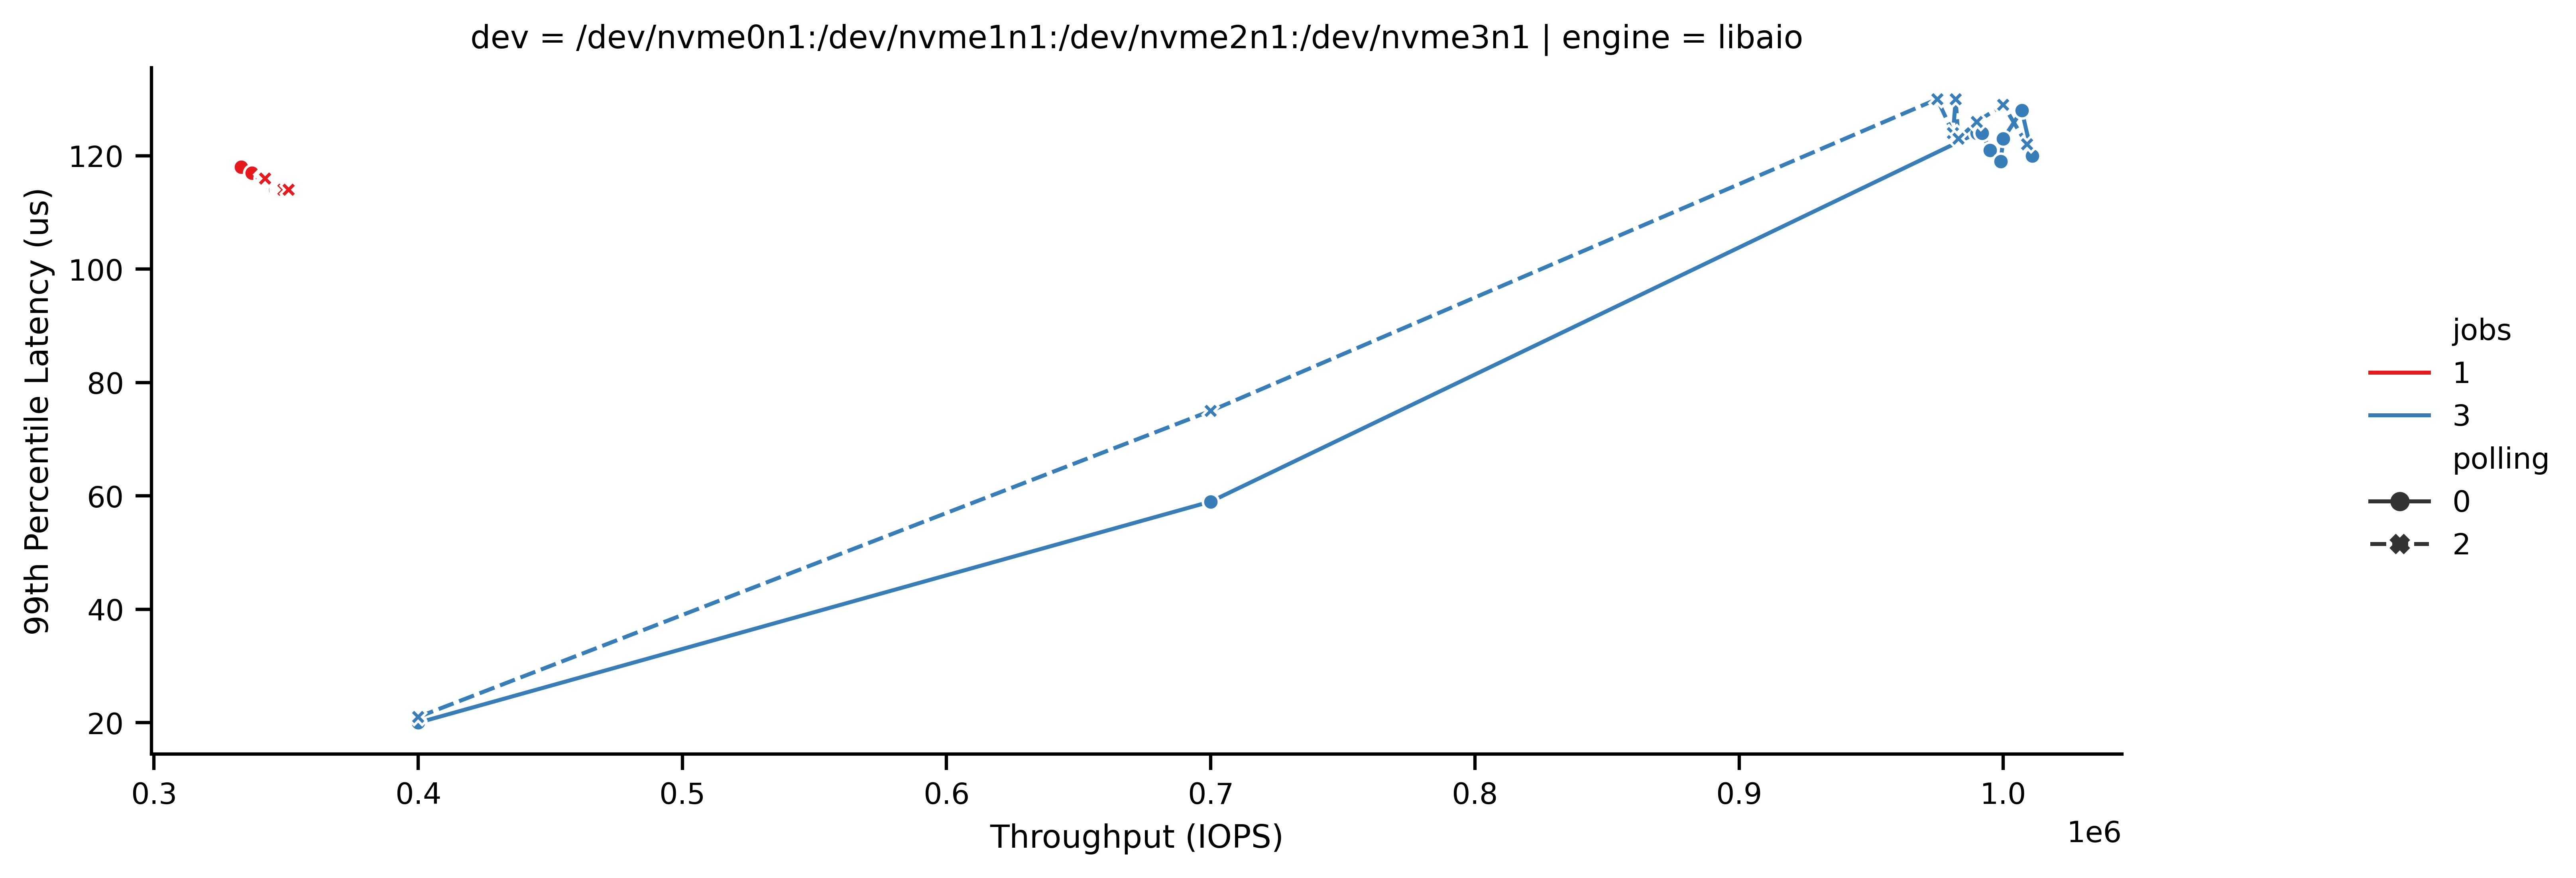 dev = /dev/nvme0n1:/dev/nvme1n1:/dev/nvme2n1:/dev/nvme3n1 | engine = libaio
99th Percentile Latency (us)
120
100
80
60
40
20
0.3 0.4 0.5 0.6 0.7 0.8 0.9 1.0
1e6
Throughput (IOPS)
jobs
1
3
polling
0
2